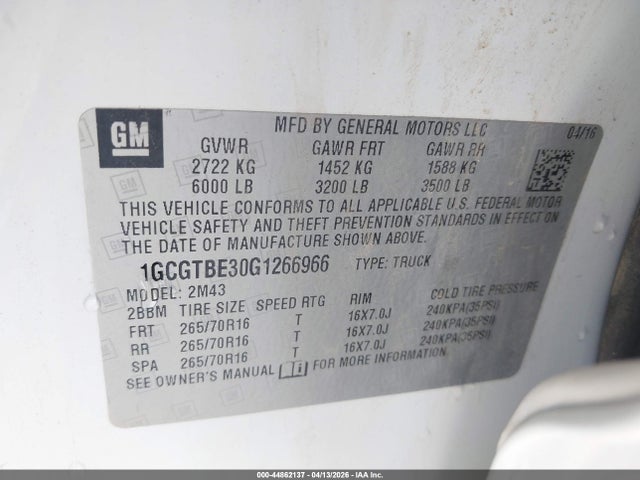 GM
MFD BY GENERAL MOTORS LLC 04/16
GVWR GAWR FRT GAWR RR
2722 KG 1452 KG 1588 KG
6000 LB 3200 LB 3500 LB
THIS VEHICLE CONFORMS TO ALL APPLICABLE U.S. FEDERAL MOTOR
VEHICLE SAFETY AND THEFT PREVENTION STANDARDS IN EFFECT ON
THE DATE OF MANUFACTURE SHOWN ABOVE.
1GCGTBE30G1266966 TYPE: TRUCK
MODEL: 2M43
2BBM TIRE SIZE SPEED RTG RIM COLD TIRE PRESSURE
FRT 265/70R16 T 16X7.0J 240KPA(35PSI)
RR 265/70R16 T 16X7.0J 240KPA(35PSI)
SPA 265/70R16 T 16X7.0J 240KPA(35PSI)
SEE OWNER'S MANUAL FOR MORE INFORMATION
000-44862137 - 04/13/2026 - IAA Inc.